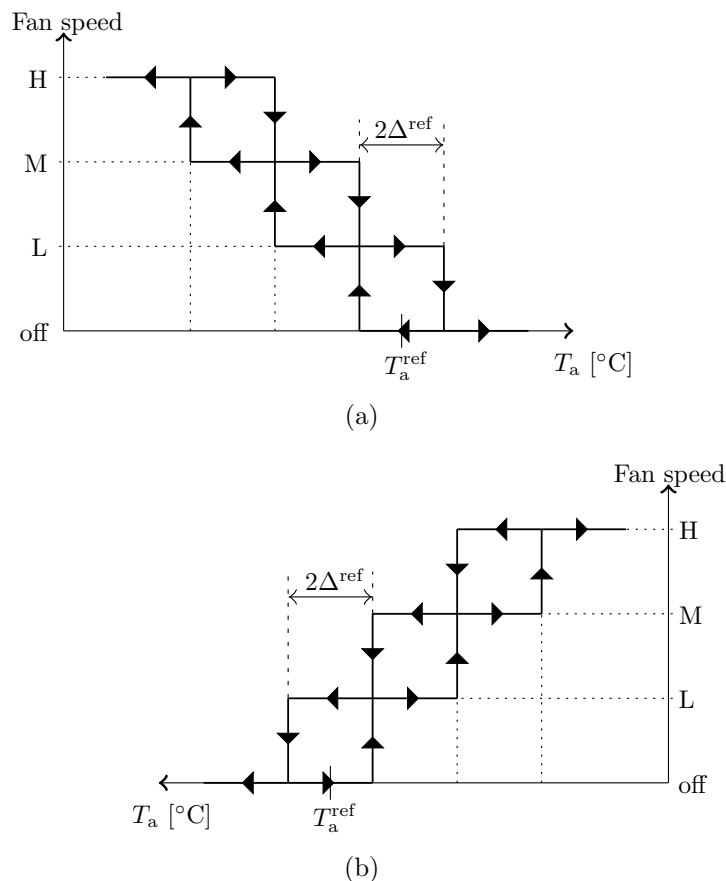 Fan speed
H
2Δ^ref
M
L
off
T_a^ref
T_a [°C]
(a)
Fan speed
H
2Δ^ref
M
L
off
T_a [°C]
T_a^ref
(b)